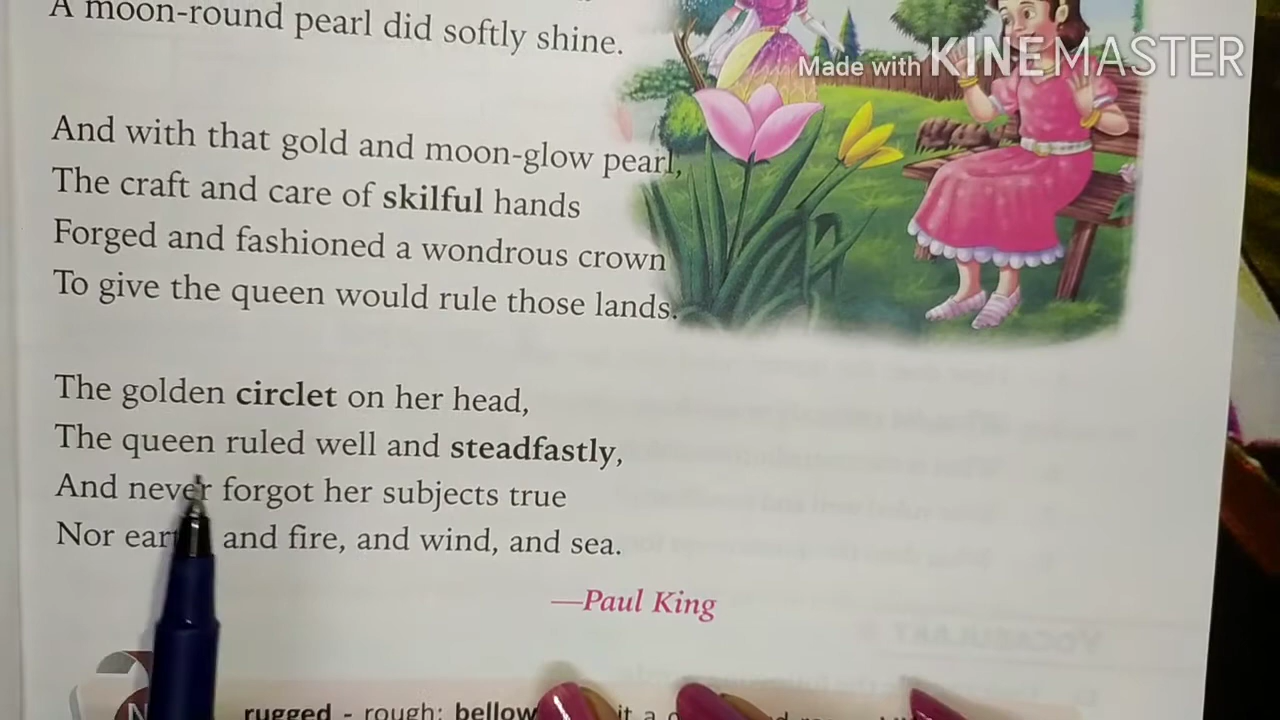 A moon-round pearl did softly shine.
Made with KINEMASTER
And with that gold and moon-glow pearl,
The craft and care of skilful hands
Forged and fashioned a wondrous crown
To give the queen would rule those lands.
The golden circlet on her head,
The queen ruled well and steadfastly,
And never forgot her subjects true
Nor earth and fire, and wind, and sea.
—Paul King
rugged - rough; bellow it a